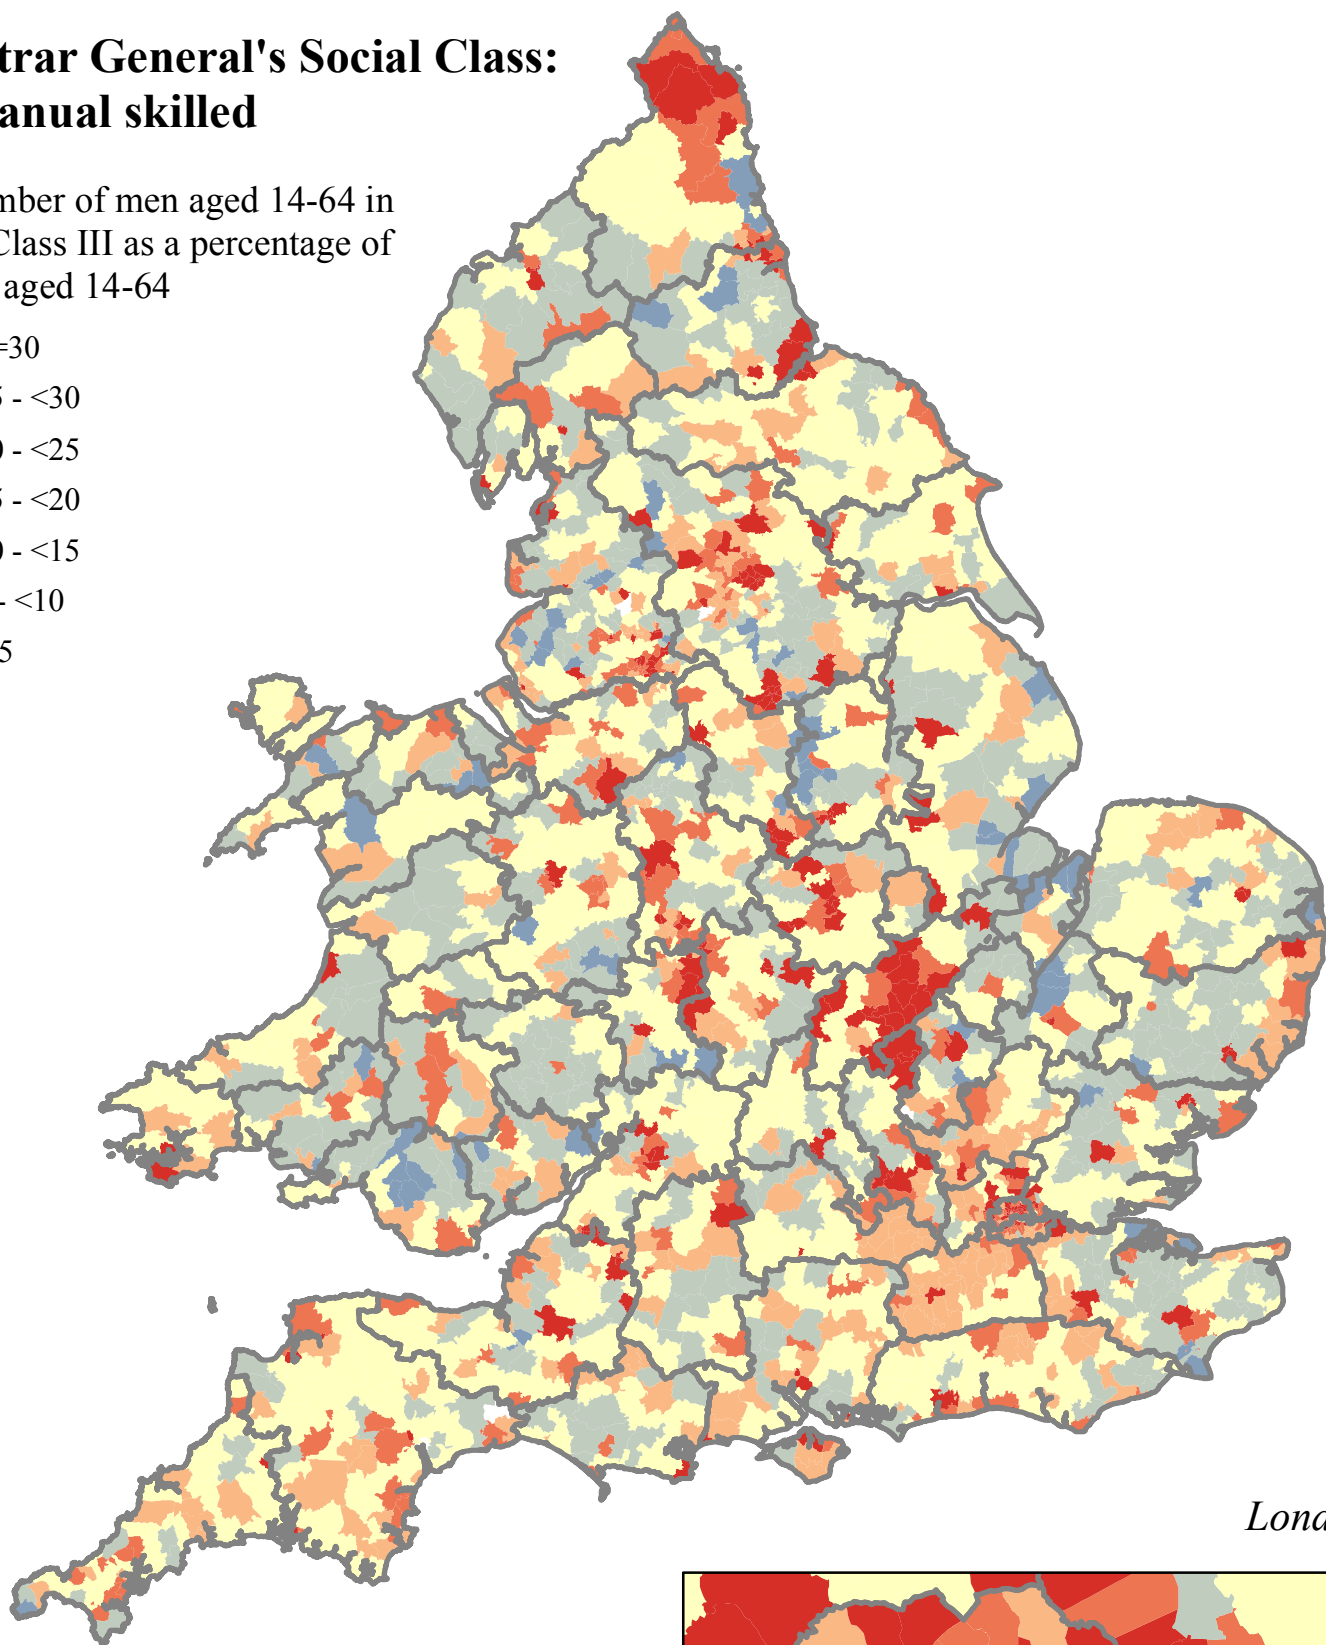 trar General's Social Class:
anual skilled
mber of men aged 14-64 in
Class III as a percentage of
aged 14-64
=30
5 - <30
0 - <25
5 - <20
0 - <15
- <10
5
Lond